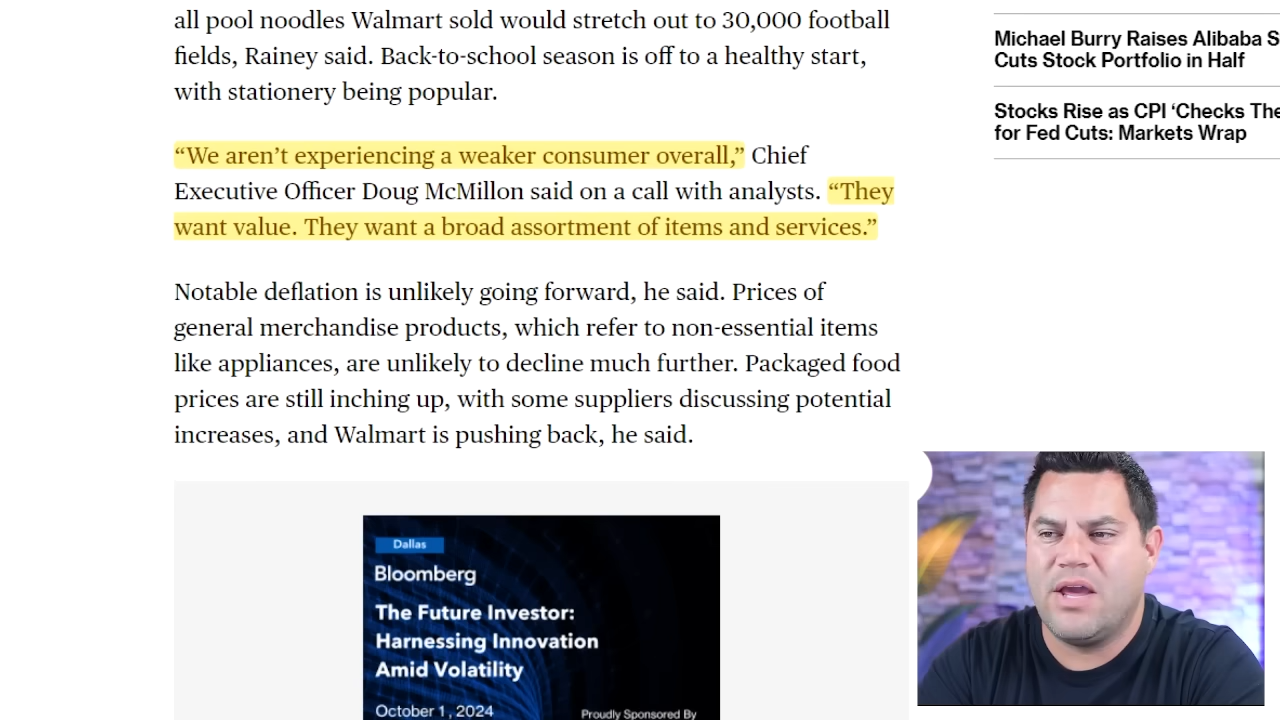 all pool noodles Walmart sold would stretch out to 30,000 football
fields, Rainey said. Back-to-school season is off to a healthy start,
with stationery being popular.
“We aren’t experiencing a weaker consumer overall,” Chief
Executive Officer Doug McMillon said on a call with analysts. “They
want value. They want a broad assortment of items and services.”
Notable deflation is unlikely going forward, he said. Prices of
general merchandise products, which refer to non-essential items
like appliances, are unlikely to decline much further. Packaged food
prices are still inching up, with some suppliers discussing potential
increases, and Walmart is pushing back, he said.
Dallas
Bloomberg
The Future Investor:
Harnessing Innovation
Amid Volatility
October 1, 2024
Proudly Sponsored By
Michael Burry Raises Alibaba S
Cuts Stock Portfolio in Half
Stocks Rise as CPI ‘Checks The
for Fed Cuts: Markets Wrap